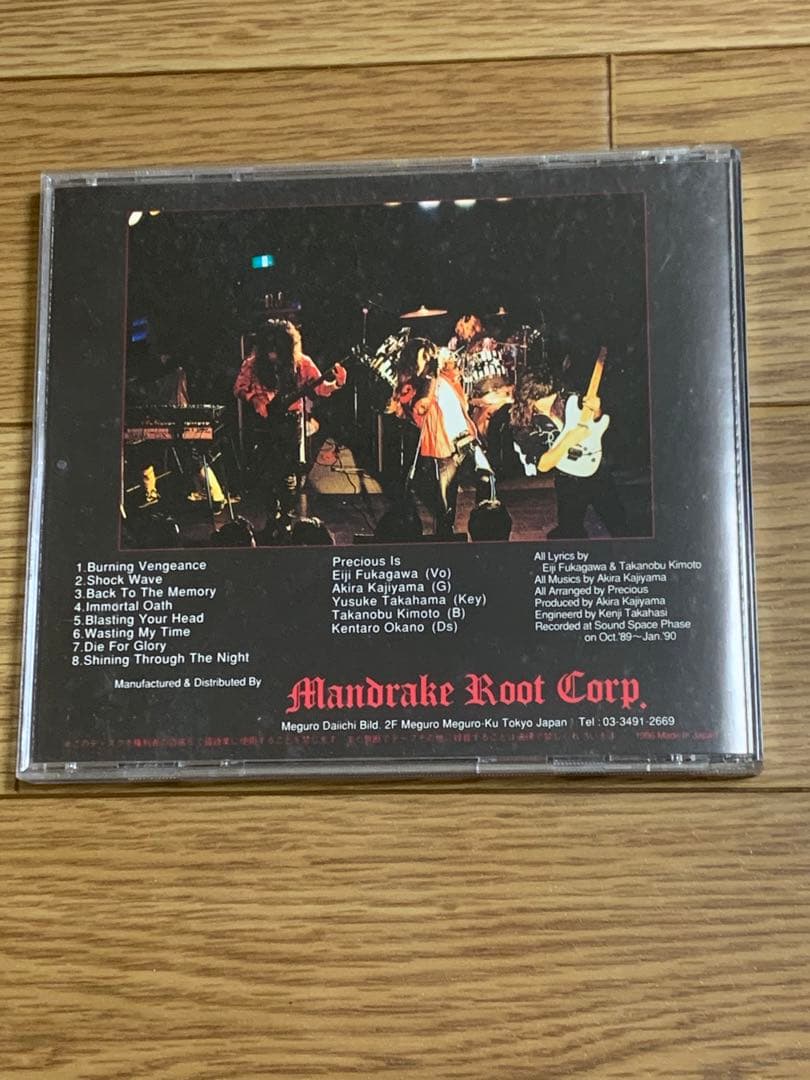 1.Burning Vengeance
2.Shock Wave
3.Back To The Memory
4.Immortal Oath
5.Blasting Your Head
6.Wasting My Time
7.Die For Glory
8.Shining Through The Night
Precious Is
Eiji Fukagawa (Vo)
Akira Kajiyama (G)
Yusuke Takahama (Key)
Takanobu Kimoto (B)
Kentaro Okano (Ds)
All Lyrics by
Eiji Fukagawa & Takanobu Kimoto
All Musics by Akira Kajiyama
All Arranged by Precious
Produced by Akira Kajiyama
Engineerd by Kenji Takahasi
Recorded at Sound Space Phase
on Oct.'89～Jan.'90
Manufactured & Distributed By
Mandrake Root Corp.
Meguro Daiichi Bild. 2F Meguro Meguro-Ku Tokyo Japan Tel : 03-3491-2669
Made In Japan